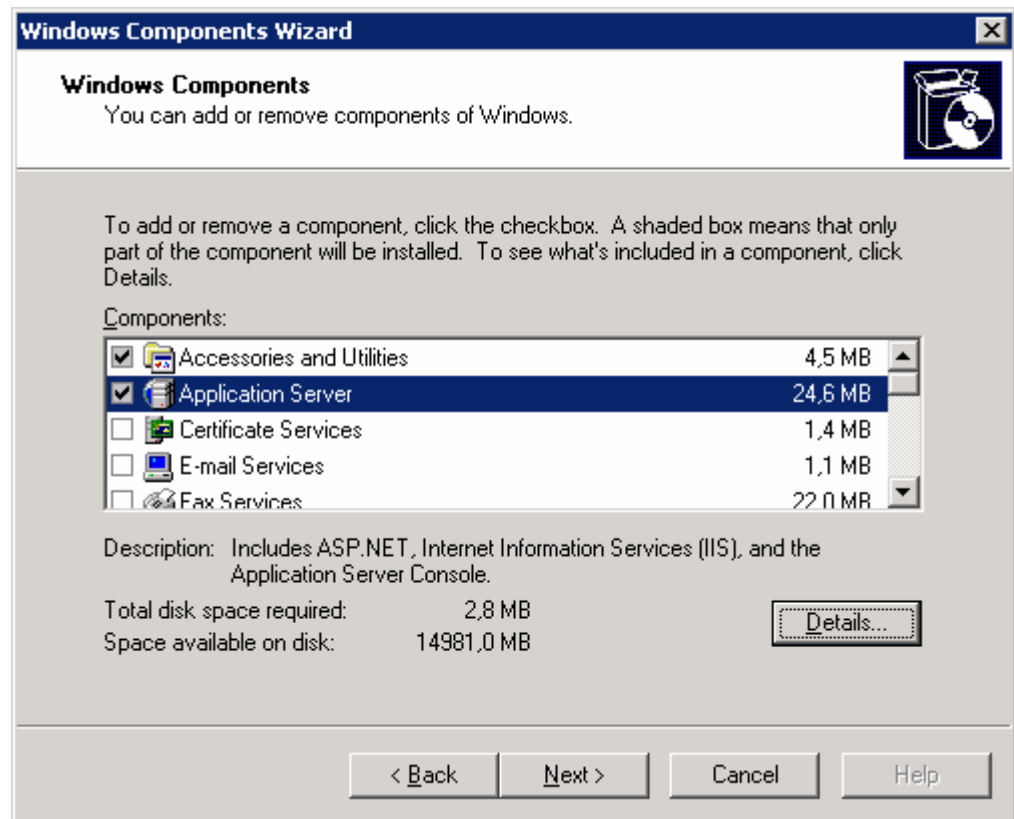 Windows Components Wizard
Windows Components
You can add or remove components of Windows.
To add or remove a component, click the checkbox. A shaded box means that only
part of the component will be installed. To see what's included in a component, click
Details.
Components:
Accessories and Utilities 4,5 MB
Application Server 24,6 MB
Certificate Services 1,4 MB
E-mail Services 1,1 MB
Fax Services 22,0 MB
Description: Includes ASP.NET, Internet Information Services (IIS), and the
Application Server Console.
Total disk space required: 2,8 MB
Details...
Space available on disk: 14981,0 MB
< Back Next > Cancel Help